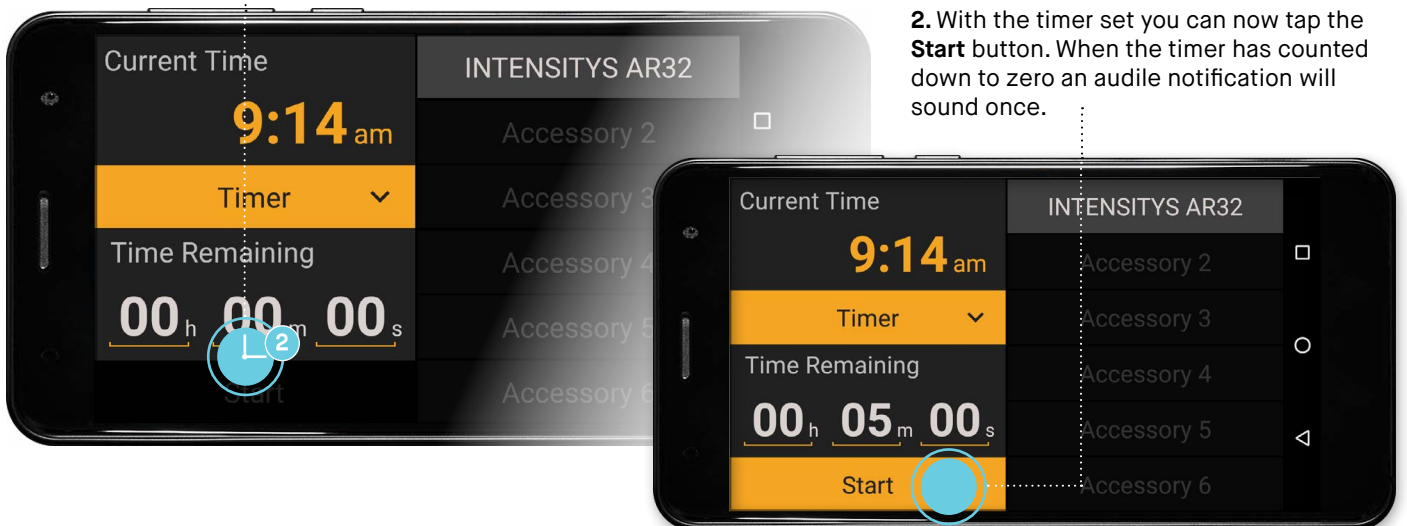 2. With the timer set you can now tap the
Start button. When the timer has counted
down to zero an audile notification will
sound once.
Current Time
9:14 am
Timer
Time Remaining
00 h 00 m 00 s
2
Start
INTENSITYS AR32
Accessory 2
Accessory 3
Accessory 4
Accessory 5
Accessory 6
Current Time
9:14 am
Timer
Time Remaining
00 h 05 m 00 s
Start
INTENSITYS AR32
Accessory 2
Accessory 3
Accessory 4
Accessory 5
Accessory 6